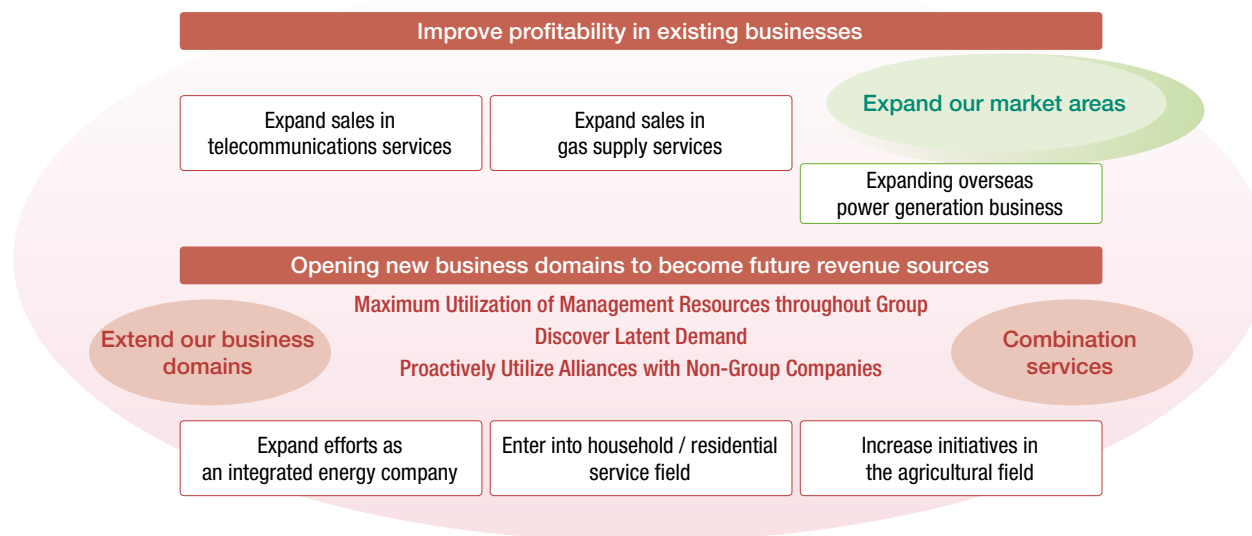 Improve profitability in existing businesses
Expand our market areas
Expand sales in
telecommunications services
Expand sales in
gas supply services
Expanding overseas
power generation business
Opening new business domains to become future revenue sources
Maximum Utilization of Management Resources throughout Group
Discover Latent Demand
Proactively Utilize Alliances with Non-Group Companies
Extend our business
domains
Combination
services
Expand efforts as
an integrated energy company
Enter into household / residential
service field
Increase initiatives in
the agricultural field